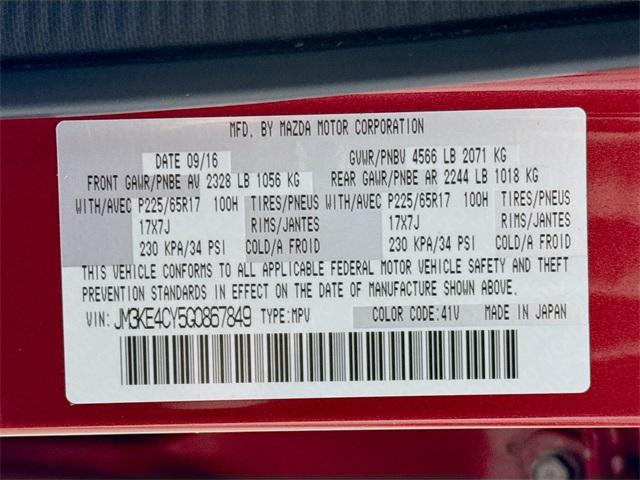 MFD. BY MAZDA MOTOR CORPORATION
DATE 09/16 GVWR/PNBV 4566 LB 2071 KG
FRONT GAWR/PNBE AV 2328 LB 1056 KG REAR GAWR/PNBE AR 2244 LB 1018 KG
WITH/AVEC P225/65R17 100H TIRES/PNEUS WITH/AVEC P225/65R17 100H TIRES/PNEUS
17X7J RIMS/JANTES 17X7J RIMS/JANTES
230 KPA/34 PSI COLD/A FROID 230 KPA/34 PSI COLD/A FROID
THIS VEHICLE CONFORMS TO ALL APPLICABLE FEDERAL MOTOR VEHICLE SAFETY AND THEFT
PREVENTION STANDARDS IN EFFECT ON THE DATE OF MANUFACTURE SHOWN ABOVE.
VIN: JM3KE4CY5G0867849 TYPE:MPV COLOR CODE:41V MADE IN JAPAN